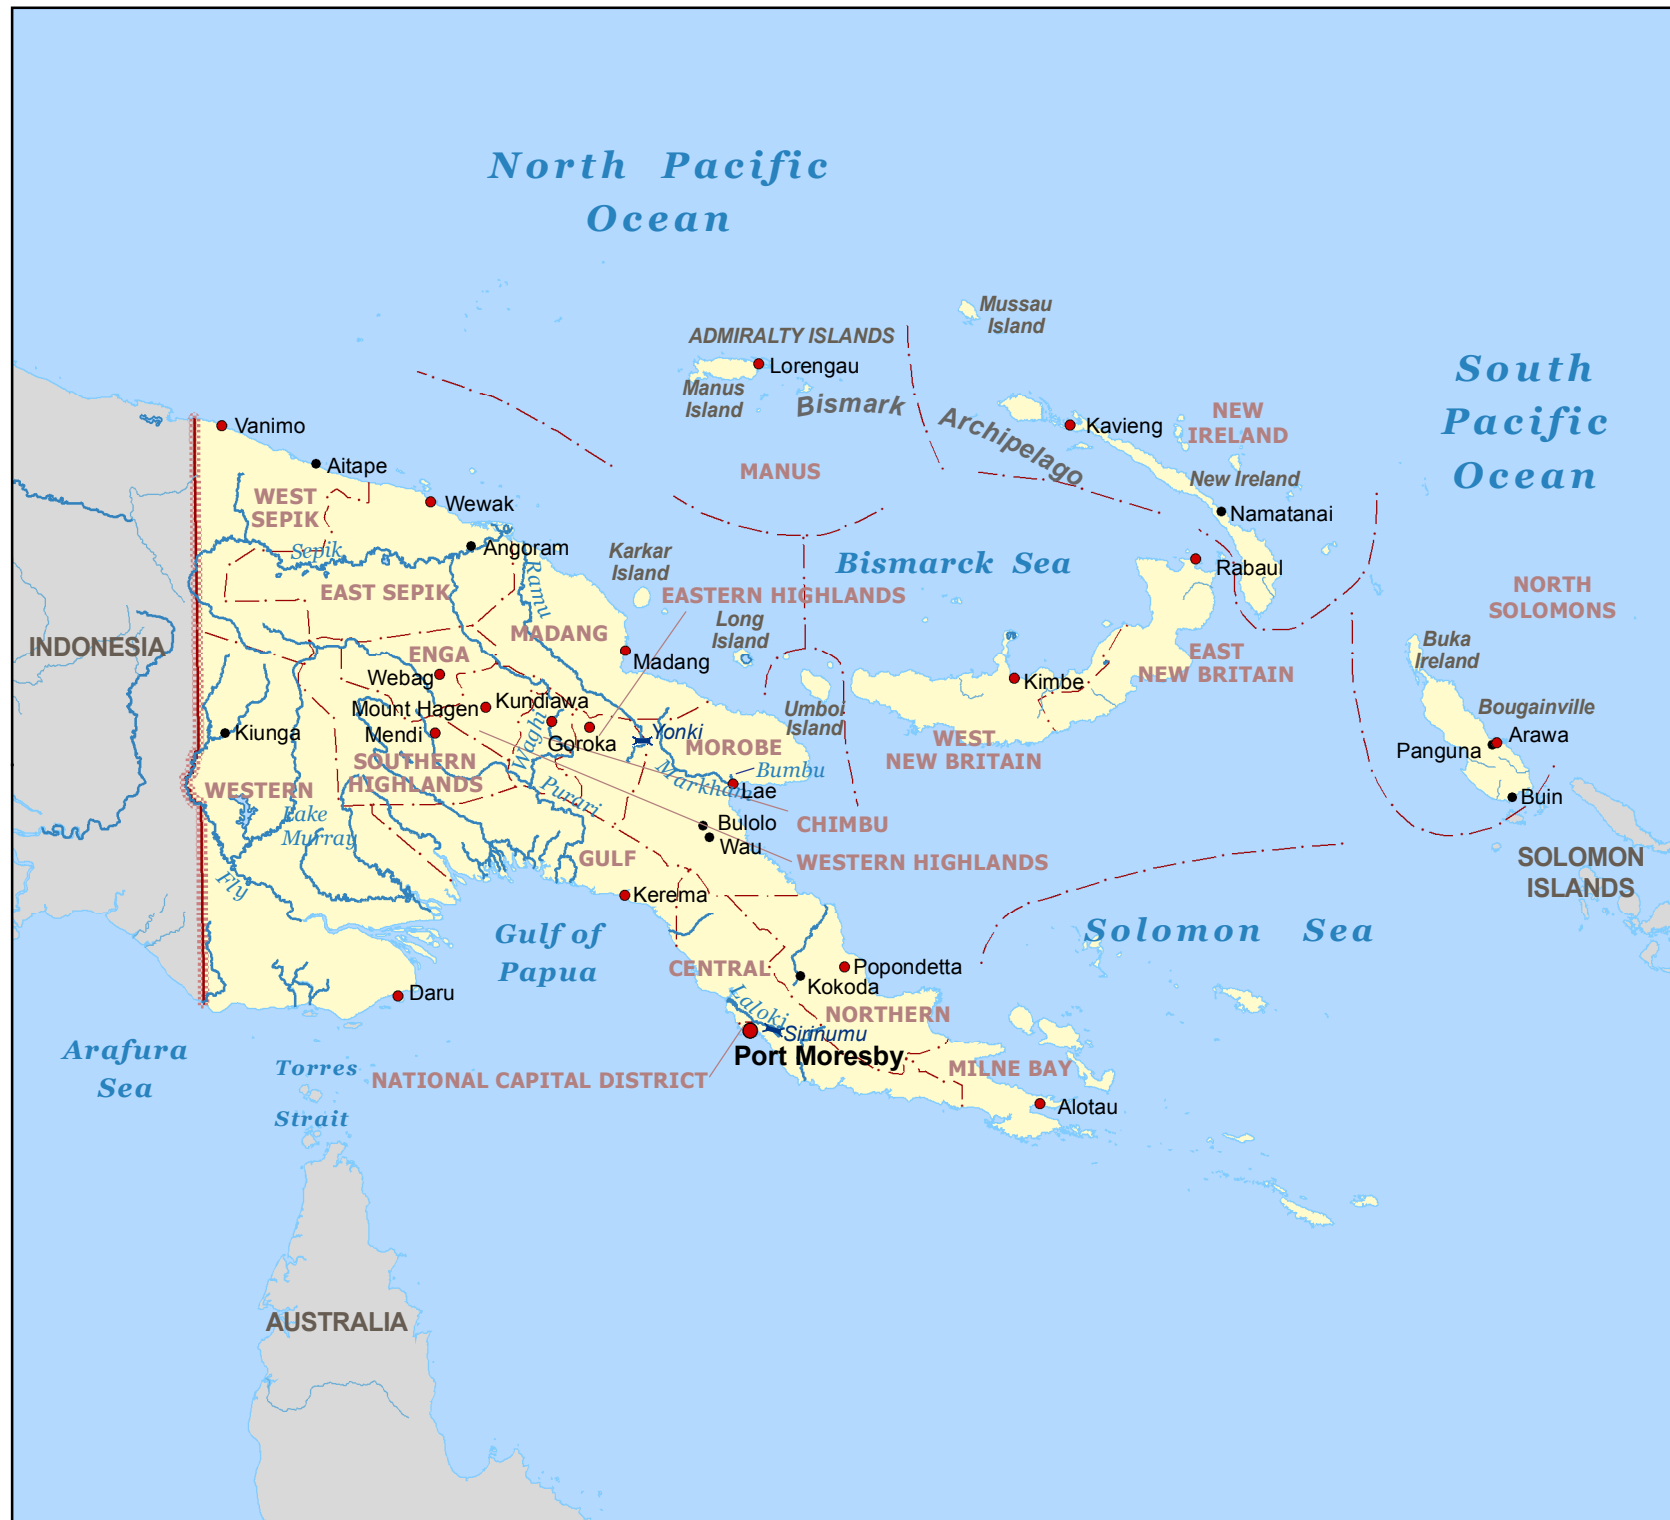 North Pacific
Ocean
Mussau
Island
ADMIRALTY ISLANDS
Lorengau
Manus
Island
Bismark Archipelago
South
Pacific
Ocean
Kavieng
NEW
IRELAND
Vanimo
Aitape
MANUS
New Ireland
WEST
SEPIK
Wewak
Namatanai
Sepik
Angoram
Karkar
Island
Bismarck Sea
Rabaul
Ramu
EAST SEPIK
EASTERN HIGHLANDS
NORTH
SOLOMONS
Long
Island
MADANG
INDONESIA
ENGA
Madang
Buka
Ireland
EAST
NEW BRITAIN
Webag
Kimbe
Mount Hagen
Kundiawa
Umboi
Island
Bougainville
Kiunga
Mendi
Waghi
Goroka
Yonki
MOROBE
WEST
NEW BRITAIN
Arawa
Panguna
SOUTHERN
HIGHLANDS
Markham
Bumbu
WESTERN
Purari
Lae
Buin
Lake
Murray
Bulolo
CHIMBU
Wau
GULF
WESTERN HIGHLANDS
SOLOMON
ISLANDS
Fly
Kerema
Gulf of
Papua
Solomon Sea
CENTRAL
Popondetta
Kokoda
Daru
Laloki
NORTHERN
Sirinumu
Port Moresby
Arafura
Sea
Torres
Strait
NATIONAL CAPITAL DISTRICT
MILNE BAY
Alotau
AUSTRALIA